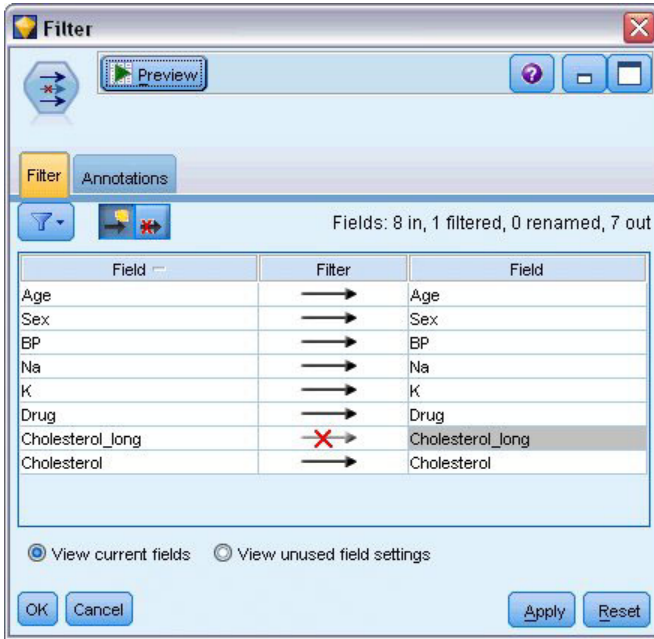 Filter
Preview
Filter Annotations
Fields: 8 in, 1 filtered, 0 renamed, 7 out
Field Filter Field
Age Age
Sex Sex
BP BP
Na Na
K K
Drug Drug
Cholesterol_long Cholesterol_long
Cholesterol Cholesterol
View current fields View unused field settings
OK Cancel Apply Reset